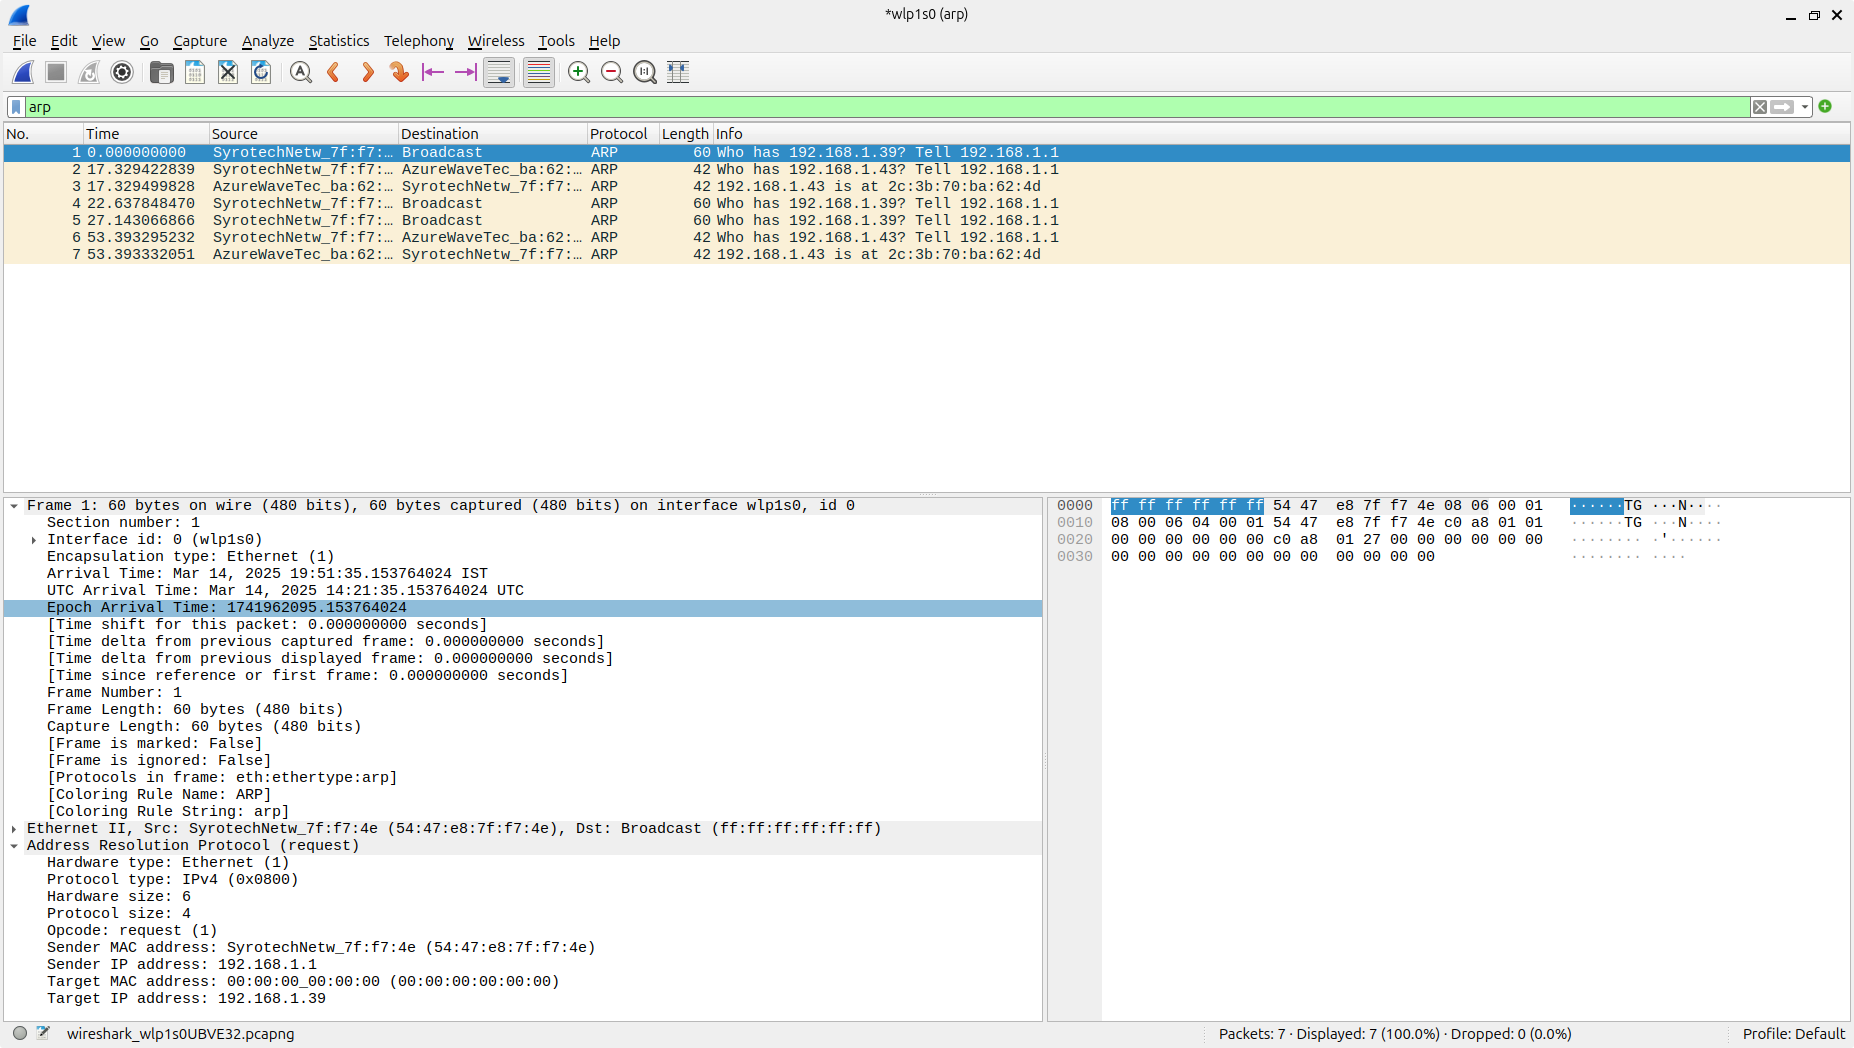 *wlp1s0 (arp)
File Edit View Go Capture Analyze Statistics Telephony Wireless Tools Help
arp
No. Time Source Destination Protocol Length Info
1 0.000000000 SyrotechNetw_7f:f7:… Broadcast ARP 60 Who has 192.168.1.39? Tell 192.168.1.1
2 17.329422839 SyrotechNetw_7f:f7:… AzureWaveTec_ba:62:… ARP 42 Who has 192.168.1.43? Tell 192.168.1.1
3 17.329499828 AzureWaveTec_ba:62:… SyrotechNetw_7f:f7:… ARP 42 192.168.1.43 is at 2c:3b:70:ba:62:4d
4 22.637848470 SyrotechNetw_7f:f7:… Broadcast ARP 60 Who has 192.168.1.39? Tell 192.168.1.1
5 27.143066866 SyrotechNetw_7f:f7:… Broadcast ARP 60 Who has 192.168.1.39? Tell 192.168.1.1
6 53.393295232 SyrotechNetw_7f:f7:… AzureWaveTec_ba:62:… ARP 42 Who has 192.168.1.43? Tell 192.168.1.1
7 53.393332051 AzureWaveTec_ba:62:… SyrotechNetw_7f:f7:… ARP 42 192.168.1.43 is at 2c:3b:70:ba:62:4d
Frame 1: 60 bytes on wire (480 bits), 60 bytes captured (480 bits) on interface wlp1s0, id 0
Section number: 1
Interface id: 0 (wlp1s0)
Encapsulation type: Ethernet (1)
Arrival Time: Mar 14, 2025 19:51:35.153764024 IST
UTC Arrival Time: Mar 14, 2025 14:21:35.153764024 UTC
Epoch Arrival Time: 1741962095.153764024
[Time shift for this packet: 0.000000000 seconds]
[Time delta from previous captured frame: 0.000000000 seconds]
[Time delta from previous displayed frame: 0.000000000 seconds]
[Time since reference or first frame: 0.000000000 seconds]
Frame Number: 1
Frame Length: 60 bytes (480 bits)
Capture Length: 60 bytes (480 bits)
[Frame is marked: False]
[Frame is ignored: False]
[Protocols in frame: eth:ethertype:arp]
[Coloring Rule Name: ARP]
[Coloring Rule String: arp]
Ethernet II, Src: SyrotechNetw_7f:f7:4e (54:47:e8:7f:f7:4e), Dst: Broadcast (ff:ff:ff:ff:ff:ff)
Address Resolution Protocol (request)
Hardware type: Ethernet (1)
Protocol type: IPv4 (0x0800)
Hardware size: 6
Protocol size: 4
Opcode: request (1)
Sender MAC address: SyrotechNetw_7f:f7:4e (54:47:e8:7f:f7:4e)
Sender IP address: 192.168.1.1
Target MAC address: 00:00:00_00:00:00 (00:00:00:00:00:00)
Target IP address: 192.168.1.39
0000 ff ff ff ff ff ff 54 47 e8 7f f7 4e 08 06 00 01 ······TG ···N····
0010 08 00 06 04 00 01 54 47 e8 7f f7 4e c0 a8 01 01 ······TG ···N····
0020 00 00 00 00 00 00 c0 a8 01 27 00 00 00 00 00 00 ········ ·'······
0030 00 00 00 00 00 00 00 00 00 00 00 00 ········ ····
wireshark_wlp1s0UBVE32.pcapng
Packets: 7 · Displayed: 7 (100.0%) · Dropped: 0 (0.0%)
Profile: Default